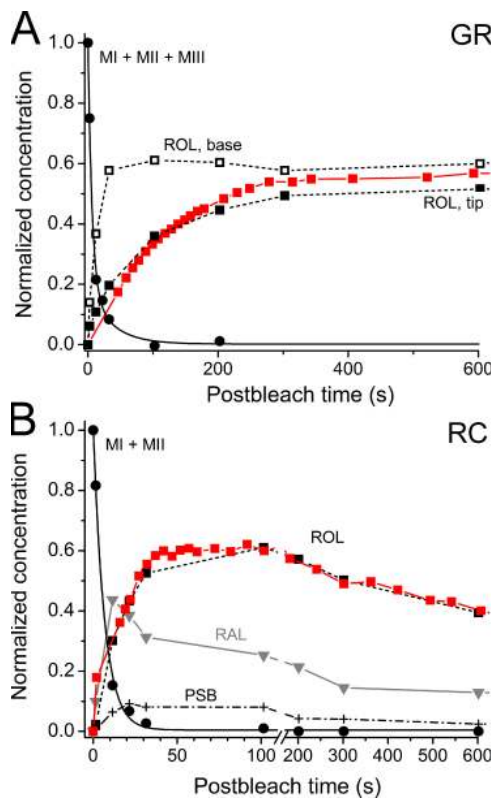 A
GR
1.0
0.8
0.6
0.4
0.2
0.0
Normalized concentration
MI + MII + MIII
ROL, base
ROL, tip
0 200 400 600
Postbleach time (s)
B
RC
1.0
0.8
0.6
0.4
0.2
0.0
Normalized concentration
MI + MII
ROL
RAL
PSB
0 50 100 200 300 400 500 600
Postbleach time (s)